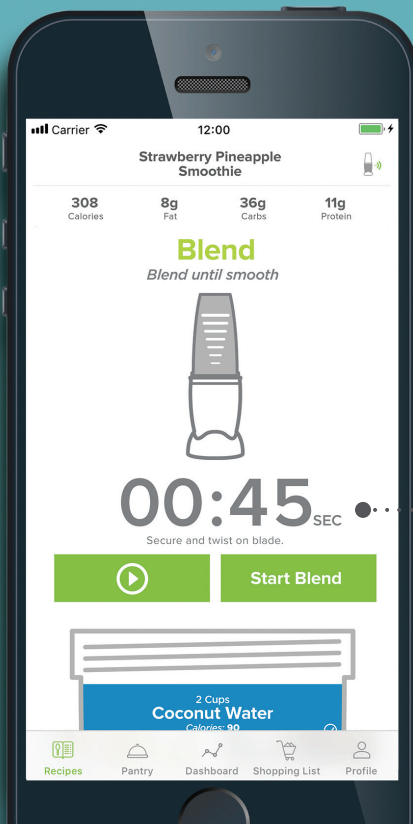 Carrier
12:00
Strawberry Pineapple
Smoothie
308
Calories
8g
Fat
36g
Carbs
11g
Protein
Blend
Blend until smooth
00:45 SEC
Secure and twist on blade.
Start Blend
2 Cups
Coconut Water
Calories: 90
Recipes
Pantry
Dashboard
Shopping List
Profile